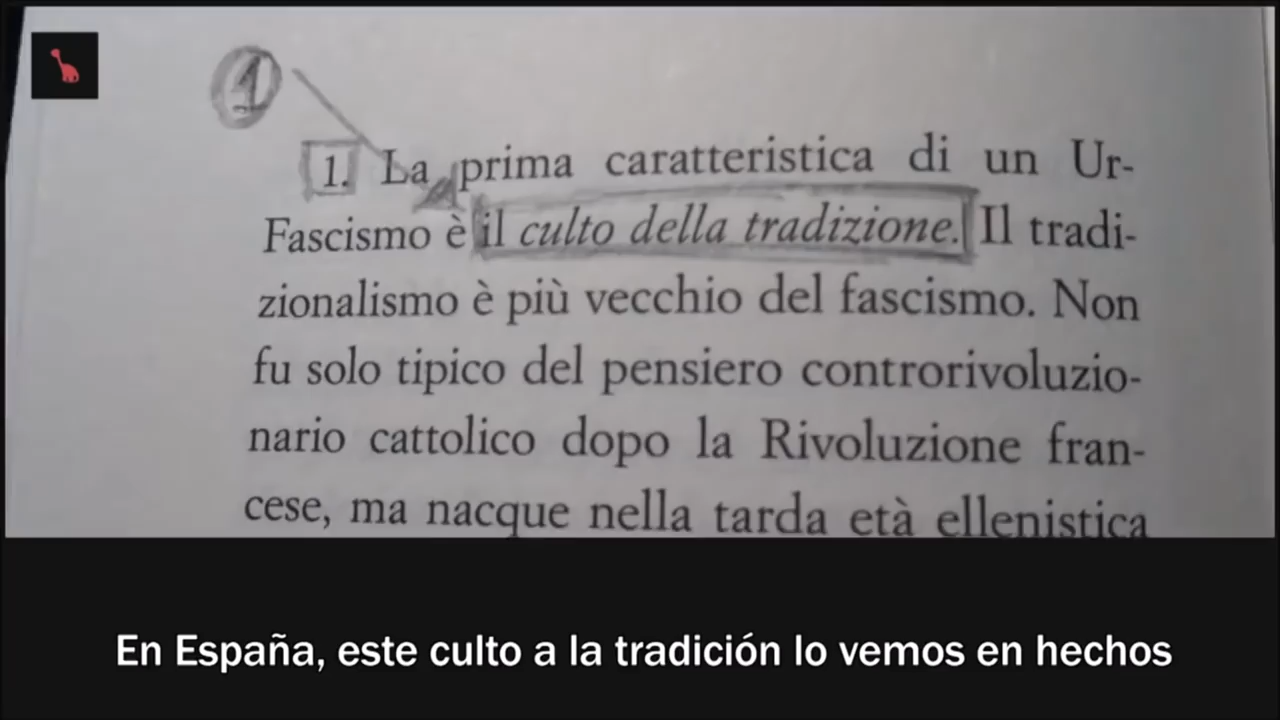 1
1. La prima caratteristica di un Ur-
Fascismo è il culto della tradizione. Il tradi-
zionalismo è più vecchio del fascismo. Non
fu solo tipico del pensiero controrivoluzio-
nario cattolico dopo la Rivoluzione fran-
cese, ma nacque nella tarda età ellenistica
En España, este culto a la tradición lo vemos en hechos